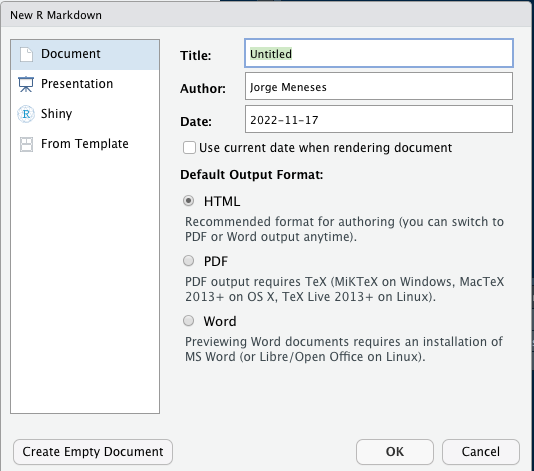 New R Markdown
Document
Presentation
Shiny
From Template
Title:
Untitled
Author:
Jorge Meneses
Date:
2022-11-17
Use current date when rendering document
Default Output Format:
HTML
Recommended format for authoring (you can switch to
PDF or Word output anytime).
PDF
PDF output requires TeX (MiKTeX on Windows, MacTeX
2013+ on OS X, TeX Live 2013+ on Linux).
Word
Previewing Word documents requires an installation of
MS Word (or Libre/Open Office on Linux).
Create Empty Document
OK
Cancel